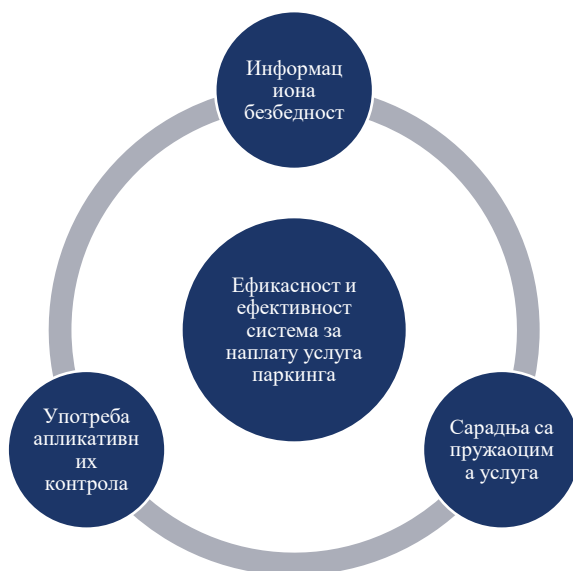 Информац
иона
безбедност
Ефикасност и
ефективност
система за
наплату услуга
паркинга
Употреба
апликативн
их
контрола
Сарадња са
пружаоцим
а услуга